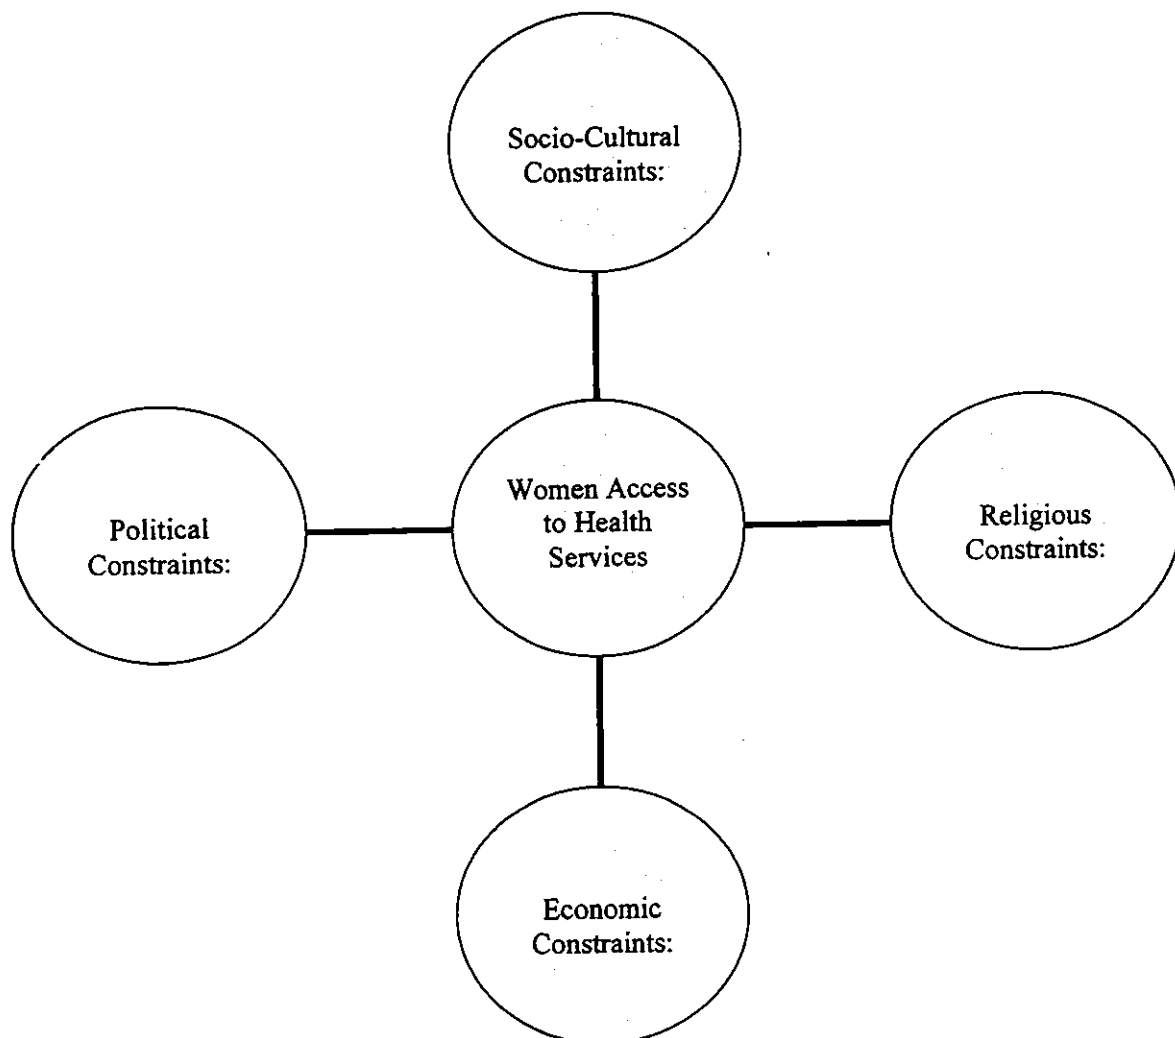 Socio-Cultural
Constraints:
Political
Constraints:
Women Access
to Health
Services
Religious
Constraints:
Economic
Constraints: